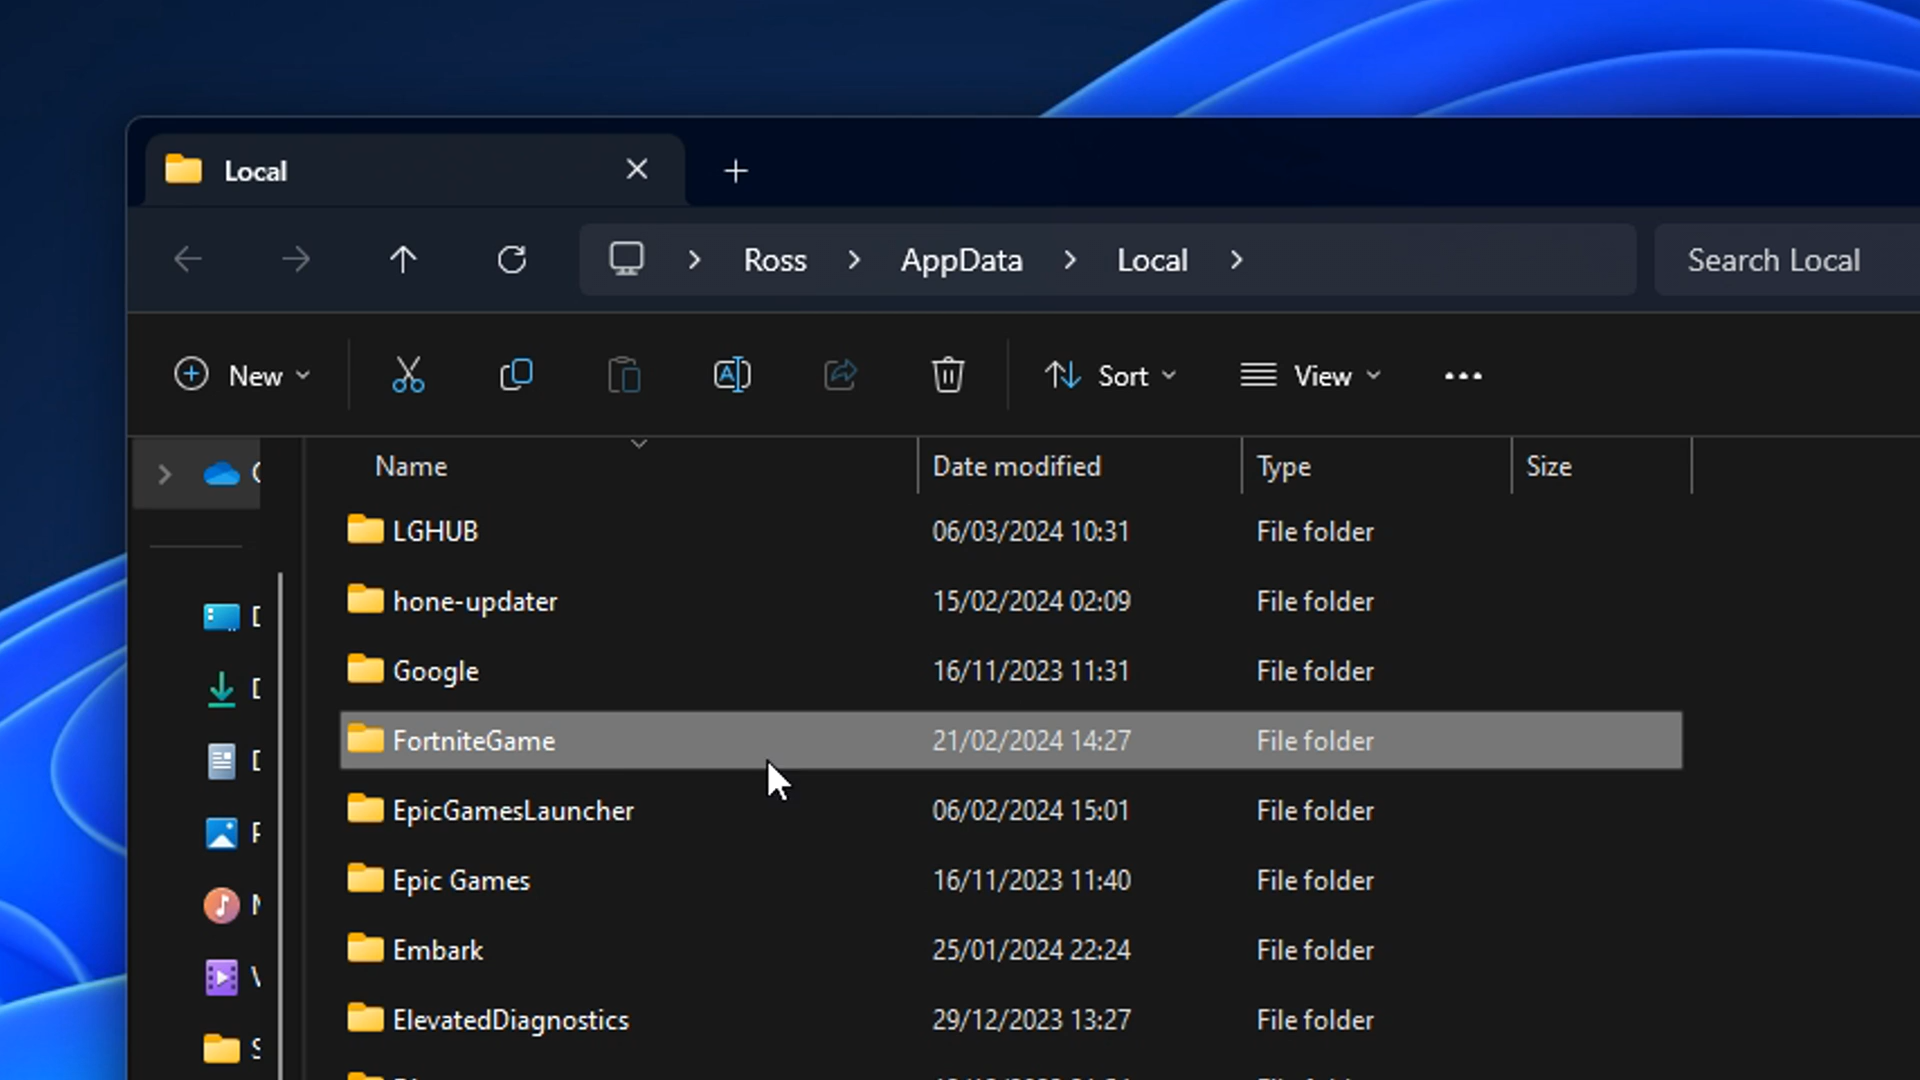 Local
Ross AppData Local
Search Local
New
Sort
View
Name Date modified Type Size
LGHUB 06/03/2024 10:31 File folder
hone-updater 15/02/2024 02:09 File folder
Google 16/11/2023 11:31 File folder
FortniteGame 21/02/2024 14:27 File folder
EpicGamesLauncher 06/02/2024 15:01 File folder
Epic Games 16/11/2023 11:40 File folder
Embark 25/01/2024 22:24 File folder
ElevatedDiagnostics 29/12/2023 13:27 File folder